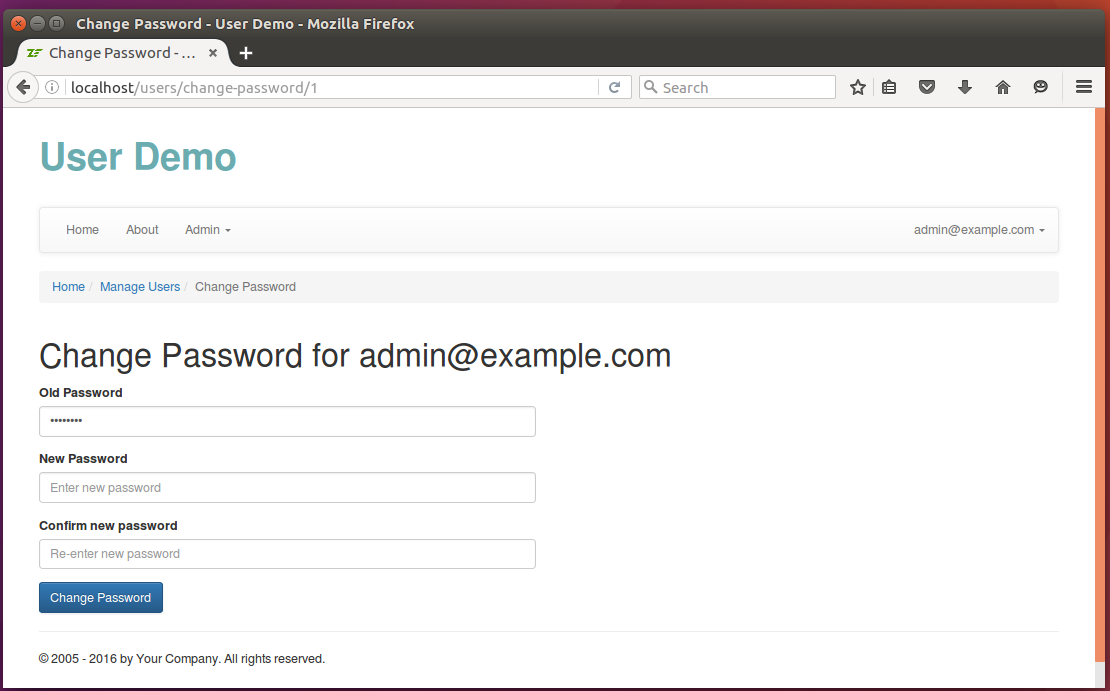 Change Password - User Demo - Mozilla Firefox
Change Password - ...
localhost/users/change-password/1
Search
User Demo
Home About Admin admin@example.com
Home / Manage Users / Change Password
Change Password for admin@example.com
Old Password
••••••••
New Password
Enter new password
Confirm new password
Re-enter new password
Change Password
© 2005 - 2016 by Your Company. All rights reserved.